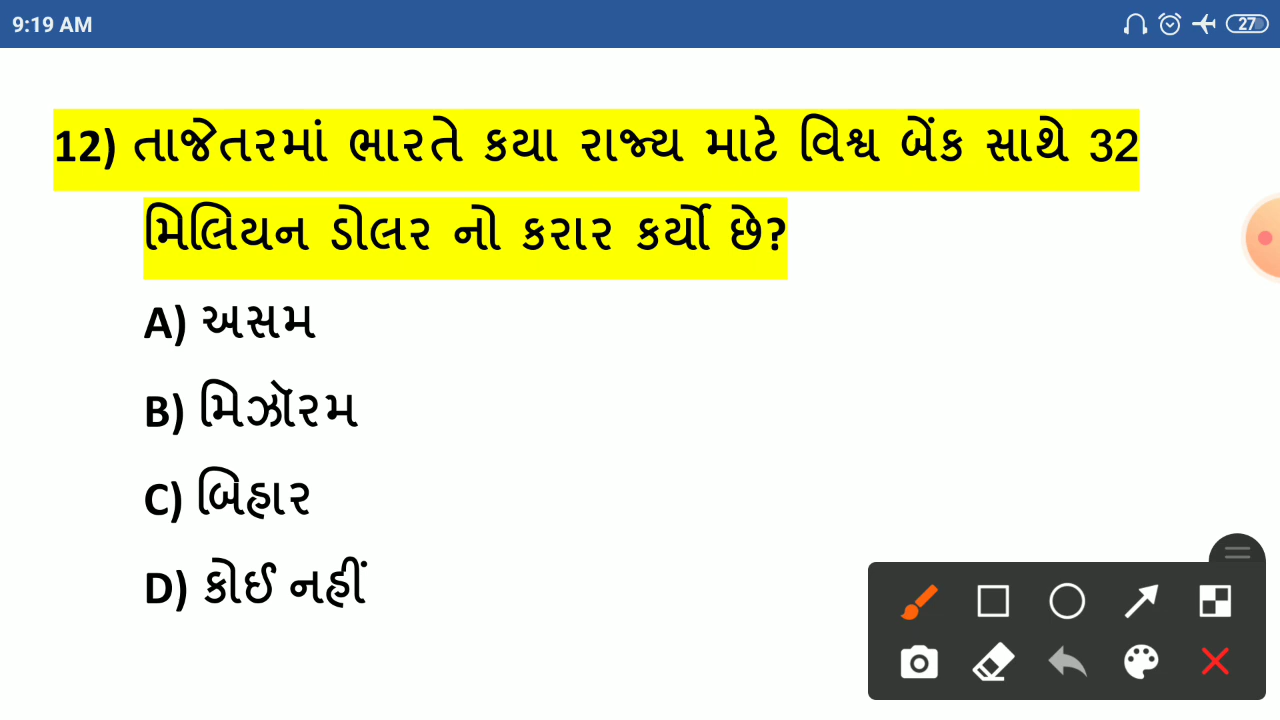 9:19 AM
27
12) તાજેતરમાં ભારતે કયા રાજ્ય માટે વિશ્વ બેંક સાથે 32
મિલિયન ડોલર નો કરાર કર્યો છે?
A) અસમ
B) મિઝૉરમ
C) બિહાર
D) કોઈ નહીં